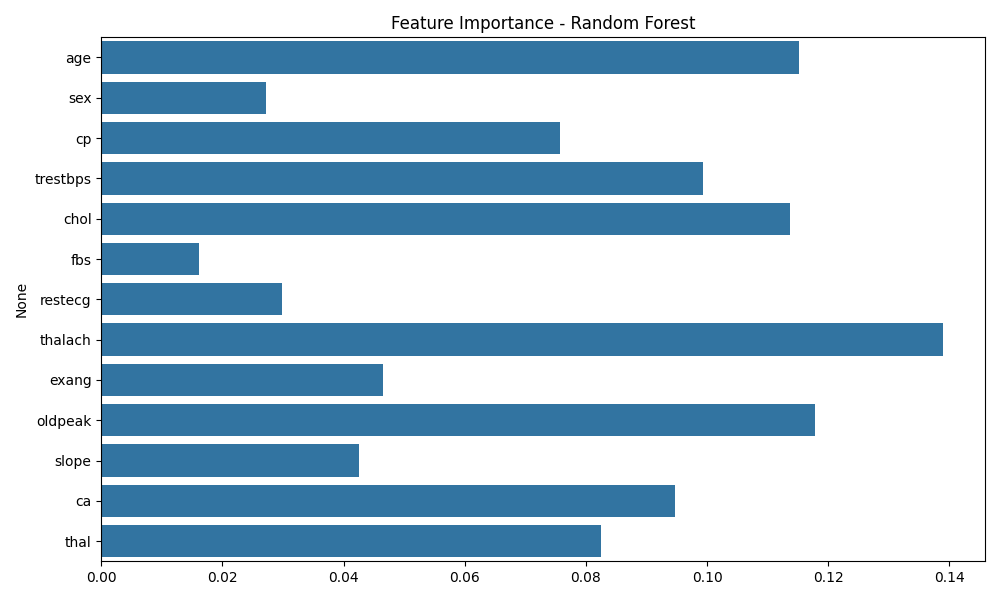 Feature Importance - Random Forest
None
age
sex
cp
trestbps
chol
fbs
restecg
thalach
exang
oldpeak
slope
ca
thal
0.00 0.02 0.04 0.06 0.08 0.10 0.12 0.14